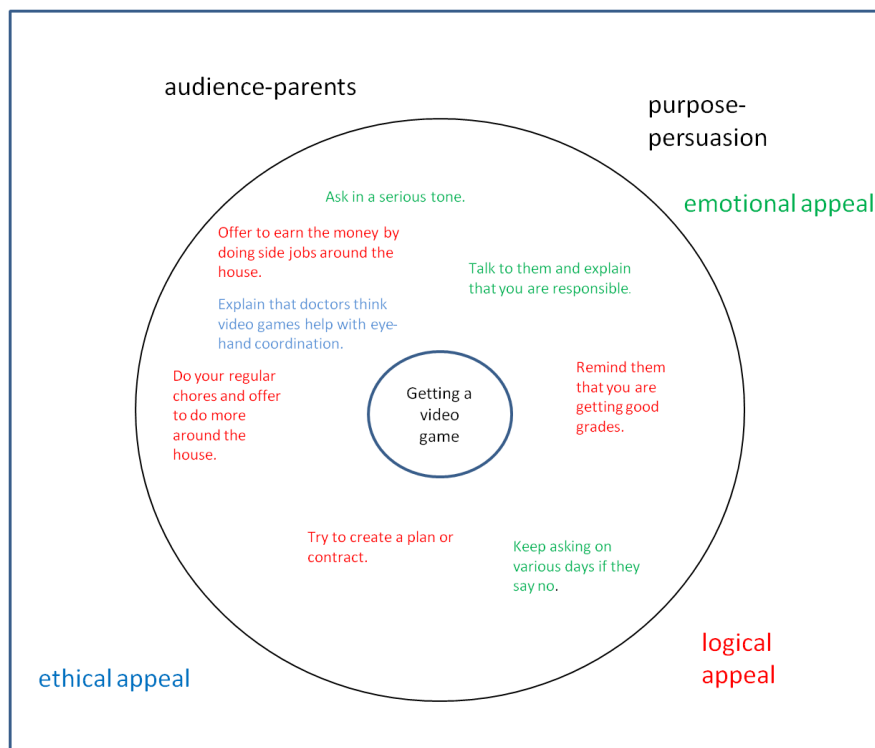 audience-parents
purpose-
persuasion
emotional appeal
Ask in a serious tone.
Offer to earn the money by
doing side jobs around the
house.
Talk to them and explain
that you are responsible.
Explain that doctors think
video games help with eye-
hand coordination.
Do your regular
chores and offer
to do more
around the
house.
Getting a
video
game
Remind them
that you are
getting good
grades.
Try to create a plan or
contract.
Keep asking on
various days if they
say no.
logical
appeal
ethical appeal